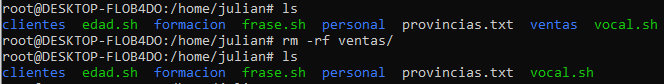 root@DESKTOP-FLOB4DO:/home/julian# ls
clientes  edad.sh  formacion  frase.sh  personal  provincias.txt  ventas  vocal.sh
root@DESKTOP-FLOB4DO:/home/julian# rm -rf ventas/
root@DESKTOP-FLOB4DO:/home/julian# ls
clientes  edad.sh  formacion  frase.sh  personal  provincias.txt  vocal.sh